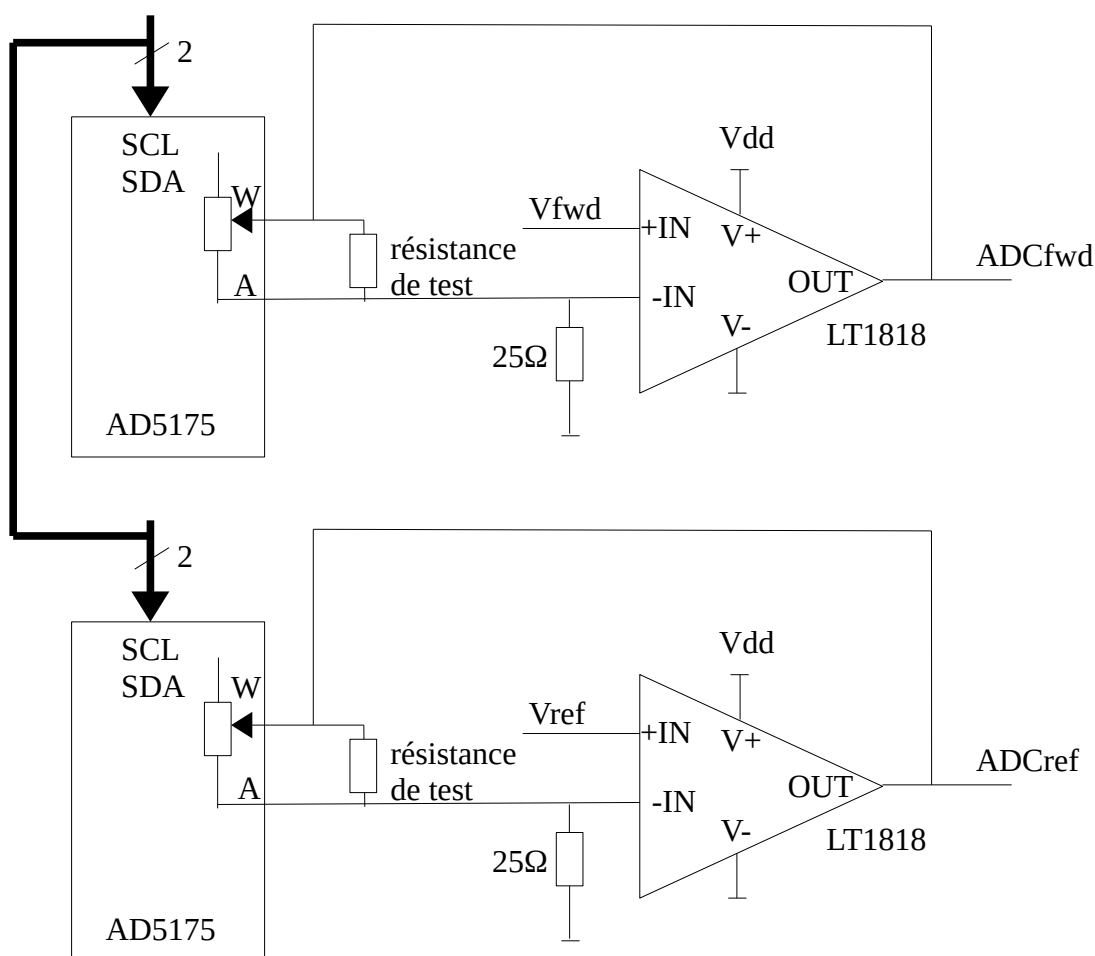 2
SCL
SDA
W
A
AD5175
résistance
de test
25Ω
Vfwd
+IN
-IN
Vdd
V+
OUT
V-
LT1818
ADCfwd
2
SCL
SDA
W
A
AD5175
résistance
de test
25Ω
Vref
+IN
-IN
Vdd
V+
OUT
V-
LT1818
ADCref